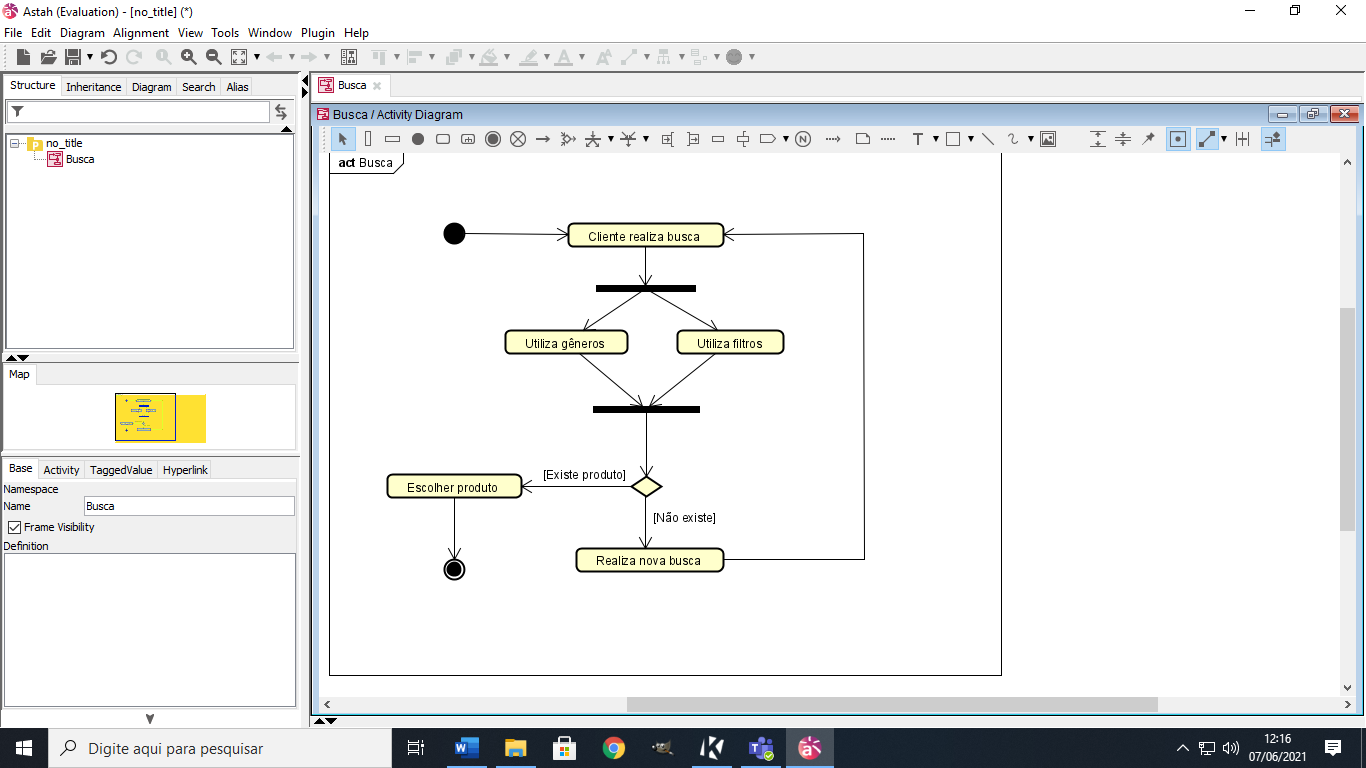 Astah (Evaluation) - [no_title] (*)
File Edit Diagram Alignment View Tools Window Plugin Help
Structure Inheritance Diagram Search Alias
no_title
Busca
Map
Base Activity TaggedValue Hyperlink
Namespace
Name Busca
Frame Visibility
Definition
Busca
Busca / Activity Diagram
N T
act Busca
Cliente realiza busca
Utiliza gêneros Utiliza filtros
[Existe produto]
Escolher produto
[Não existe]
Realiza nova busca
Digite aqui para pesquisar
12:16
07/06/2021